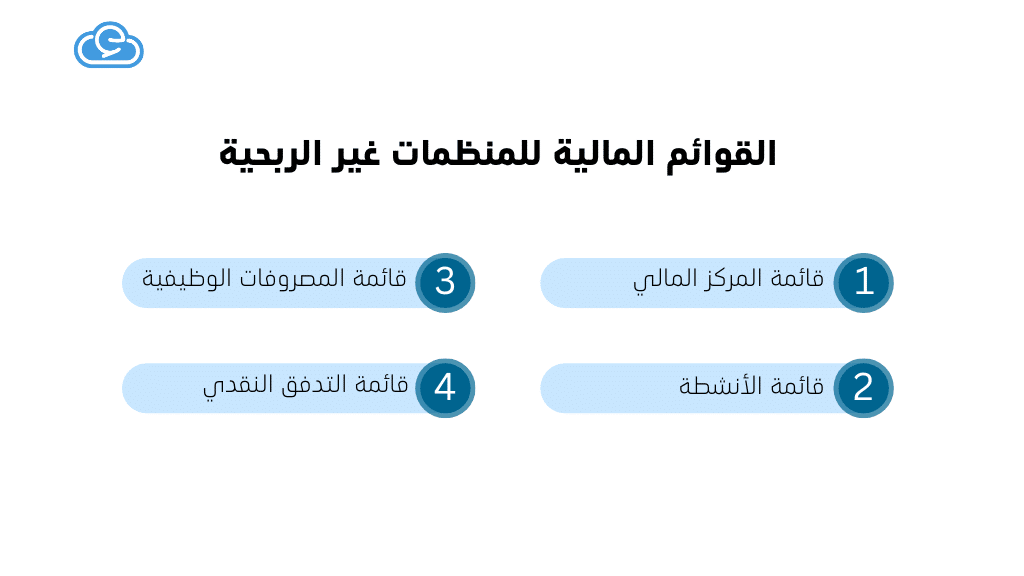 القوائم المالية للمنظمات غير الربحية
1 قائمة المركز المالي
2 قائمة الأنشطة
3 قائمة المصروفات الوظيفية
4 قائمة التدفق النقدي